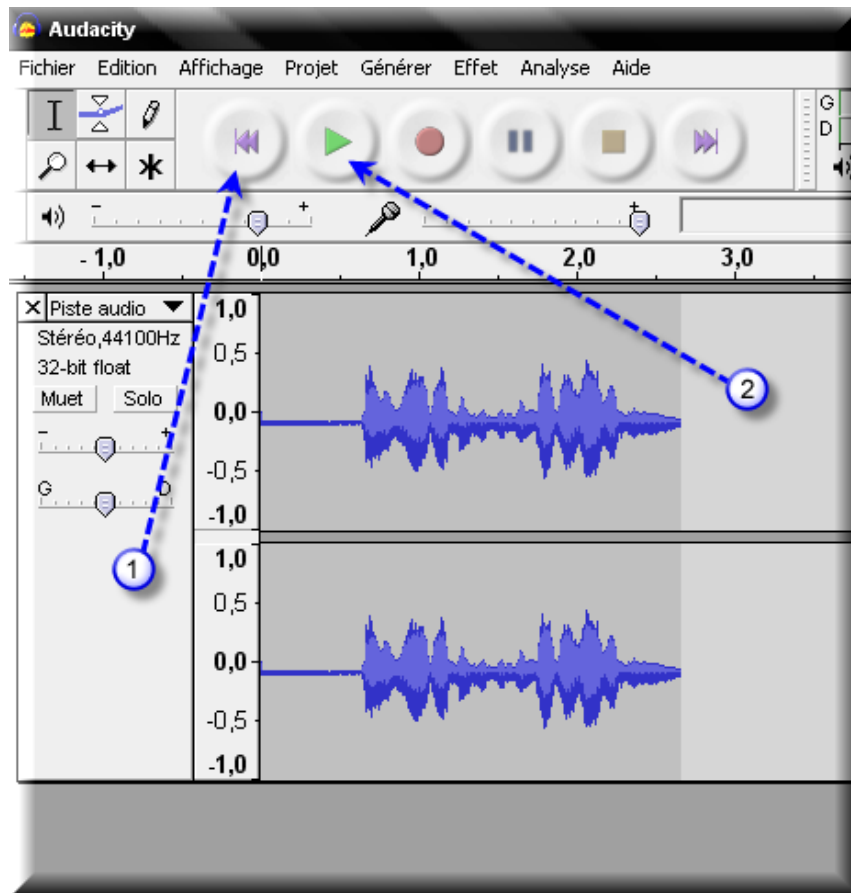 Audacity
Fichier Edition Affichage Projet Générer Effet Analyse Aide
G
D
- +
- +
- 1,0 0,0 1,0 2,0 3,0
X Piste audio
Stéréo,44100Hz
32-bit float
Muet Solo
- +
G D
1,0
0,5
0,0
-0,5
-1,0
2
1
1,0
0,5
0,0
-0,5
-1,0